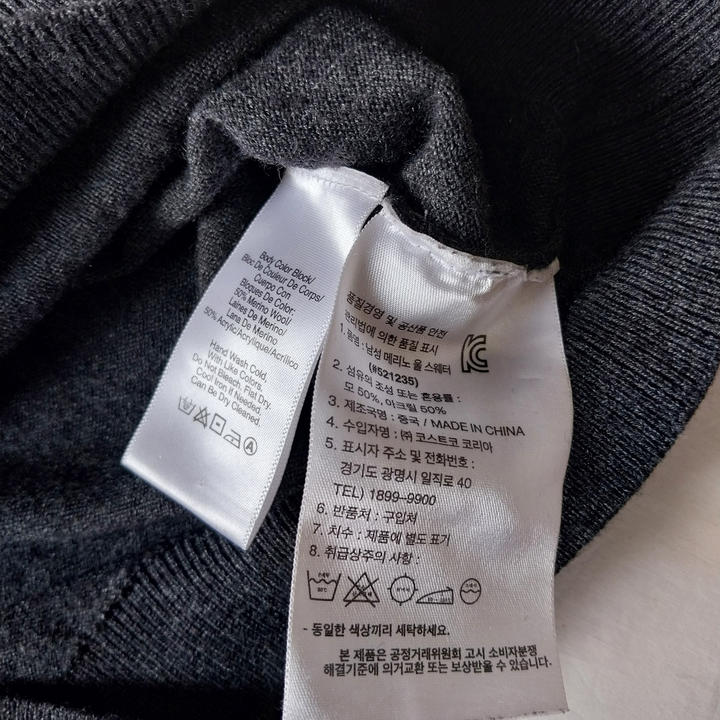 Body Color Block/
Bloc De Couleur De Corps/
Cuerpo Con
Bloques De Color:
50% Merino Wool/
Laines De Merino/
Lana De Merino
50% Acrylic/Acrylique/Acrílico
Hand Wash Cold,
With Like Colors.
Do Not Bleach. Flat Dry.
Cool Iron If Needed.
Can Be Dry Cleaned.
A
품질경영 및 공산품 안전
관리법에 의한 품질 표시
1. 품명 : 남성 메리노 울 스웨터
(#521235)
2. 섬유의 조성 또는 혼용률 :
모 50%, 아크릴 50%
3. 제조국명 : 중국 / MADE IN CHINA
4. 수입자명 : ㈜ 코스트코 코리아
5. 표시자 주소 및 전화번호 :
경기도 광명시 일직로 40
TEL) 1899-9900
6. 반품처 : 구입처
7. 치수 : 제품에 별도 표기
8. 취급상주의 사항 :
- 동일한 색상끼리 세탁하세요.
본 제품은 공정거래위원회 고시 소비자분쟁
해결기준에 의거교환 또는 보상받을 수 있습니다.